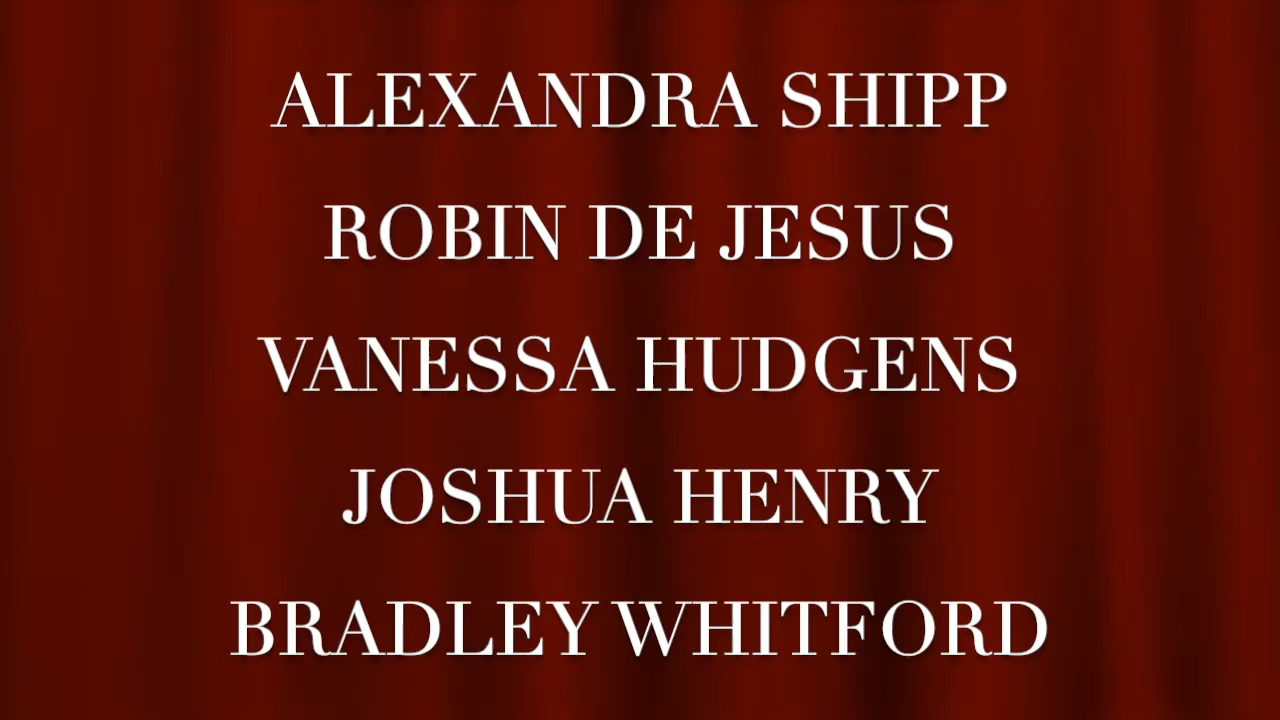 ALEXANDRA SHIPP
ROBIN DE JESUS
VANESSA HUDGENS
JOSHUA HENRY
BRADLEY WHITFORD